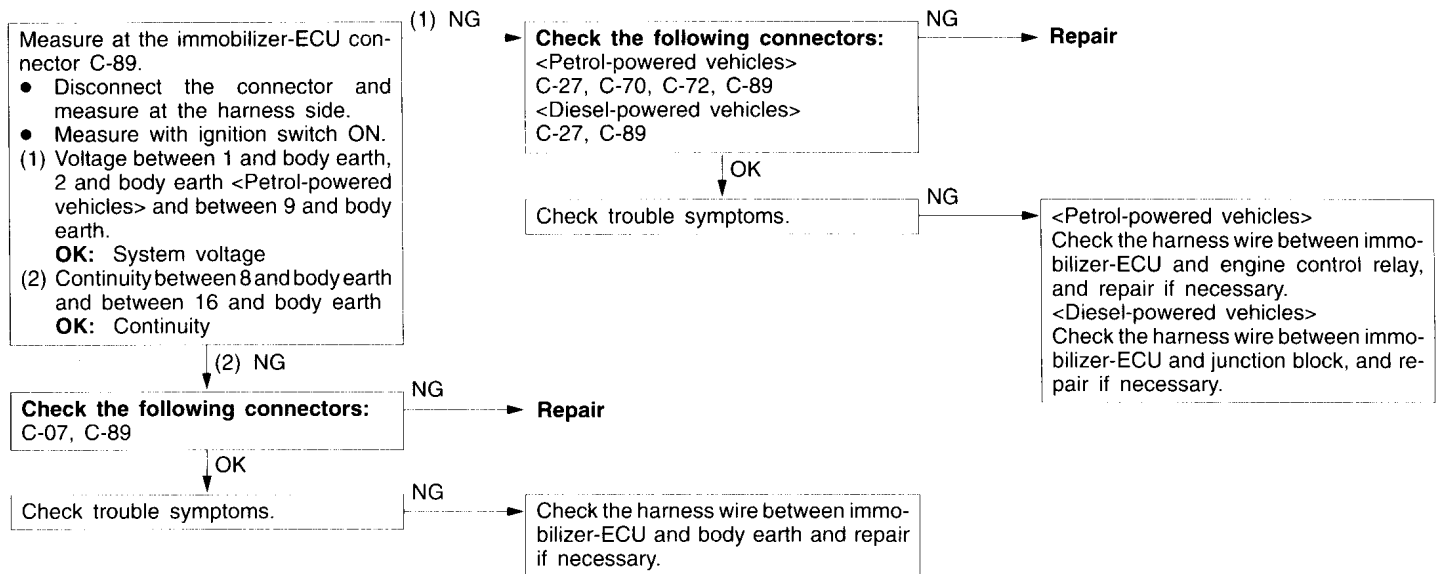 Measure at the immobilizer-ECU con-
nector C-89.
● Disconnect the connector and
measure at the harness side.
● Measure with ignition switch ON.
(1) Voltage between 1 and body earth,
2 and body earth <Petrol-powered
vehicles> and between 9 and body
earth.
OK: System voltage
(2) Continuity between 8 and body earth
and between 16 and body earth
OK: Continuity
(1) NG
Check the following connectors:
<Petrol-powered vehicles>
C-27, C-70, C-72, C-89
<Diesel-powered vehicles>
C-27, C-89
NG
Repair
OK
Check trouble symptoms.
NG
<Petrol-powered vehicles>
Check the harness wire between immo-
bilizer-ECU and engine control relay,
and repair if necessary.
<Diesel-powered vehicles>
Check the harness wire between immo-
bilizer-ECU and junction block, and re-
pair if necessary.
(2) NG
Check the following connectors:
C-07, C-89
NG
Repair
OK
Check trouble symptoms.
NG
Check the harness wire between immo-
bilizer-ECU and body earth and repair
if necessary.